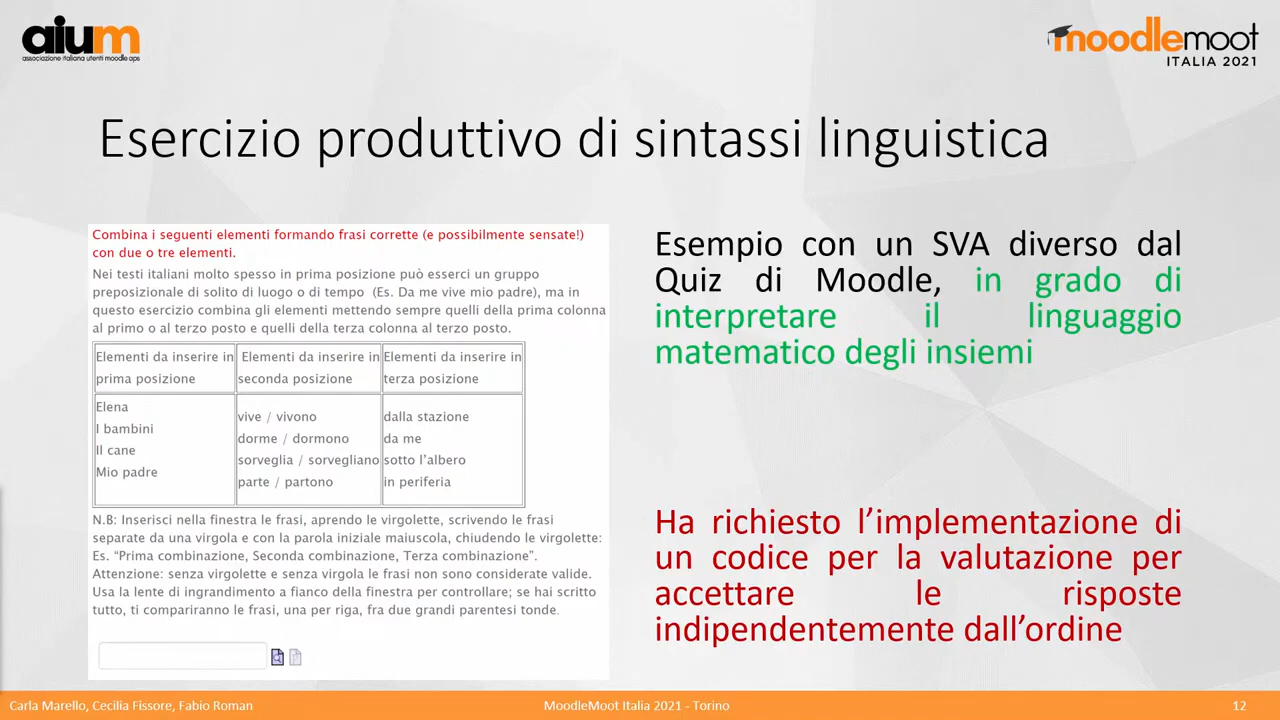 aium
associazione italiana utenti moodle aps
moodlemoot
ITALIA 2021
Esercizio produttivo di sintassi linguistica
Combina i seguenti elementi formando frasi corrette (e possibilmente sensate!)
con due o tre elementi.
Nei testi italiani molto spesso in prima posizione può esserci un gruppo
preposizionale di solito di luogo o di tempo (Es. Da me vive mio padre), ma in
questo esercizio combina gli elementi mettendo sempre quelli della prima colonna
al primo o al terzo posto e quelli della terza colonna al terzo posto.
Elementi da inserire in
prima posizione
Elementi da inserire in
seconda posizione
Elementi da inserire in
terza posizione
Elena
I bambini
Il cane
Mio padre
vive / vivono
dorme / dormono
sorveglia / sorvegliano
parte / partono
dalla stazione
da me
sotto l'albero
in periferia
N.B: Inserisci nella finestra le frasi, aprendo le virgolette, scrivendo le frasi
separate da una virgola e con la parola iniziale maiuscola, chiudendo le virgolette:
Es. “Prima combinazione, Seconda combinazione, Terza combinazione”.
Attenzione: senza virgolette e senza virgola le frasi non sono considerate valide.
Usa la lente di ingrandimento a fianco della finestra per controllare; se hai scritto
tutto, ti compariranno le frasi, una per riga, fra due grandi parentesi tonde.
Esempio con un SVA diverso dal
Quiz di Moodle, in grado di
interpretare il linguaggio
matematico degli insiemi
Ha richiesto l’implementazione di
un codice per la valutazione per
accettare le risposte
indipendentemente dall’ordine
Carla Marello, Cecilia Fissore, Fabio Roman
MoodleMoot Italia 2021 - Torino
12